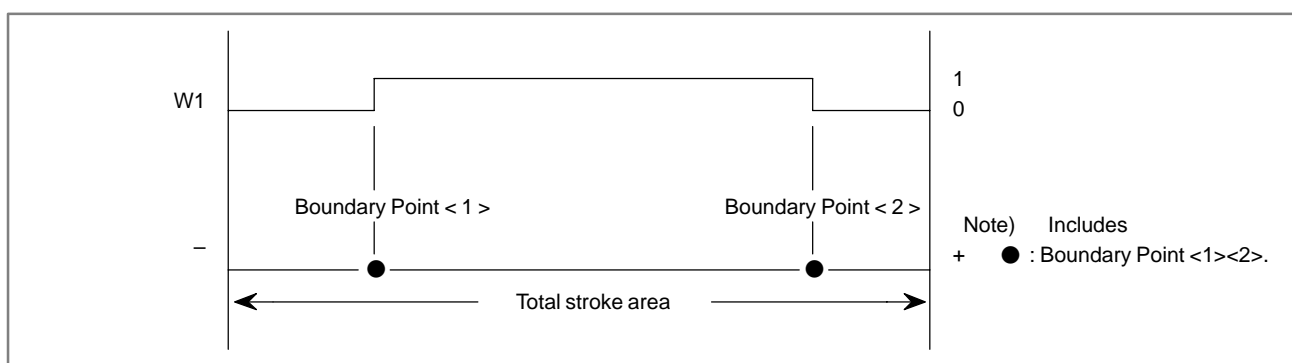 1
W1
0
Boundary Point < 1 >
Boundary Point < 2 >
Note) Includes
–
+ ● : Boundary Point <1><2>.
Total stroke area